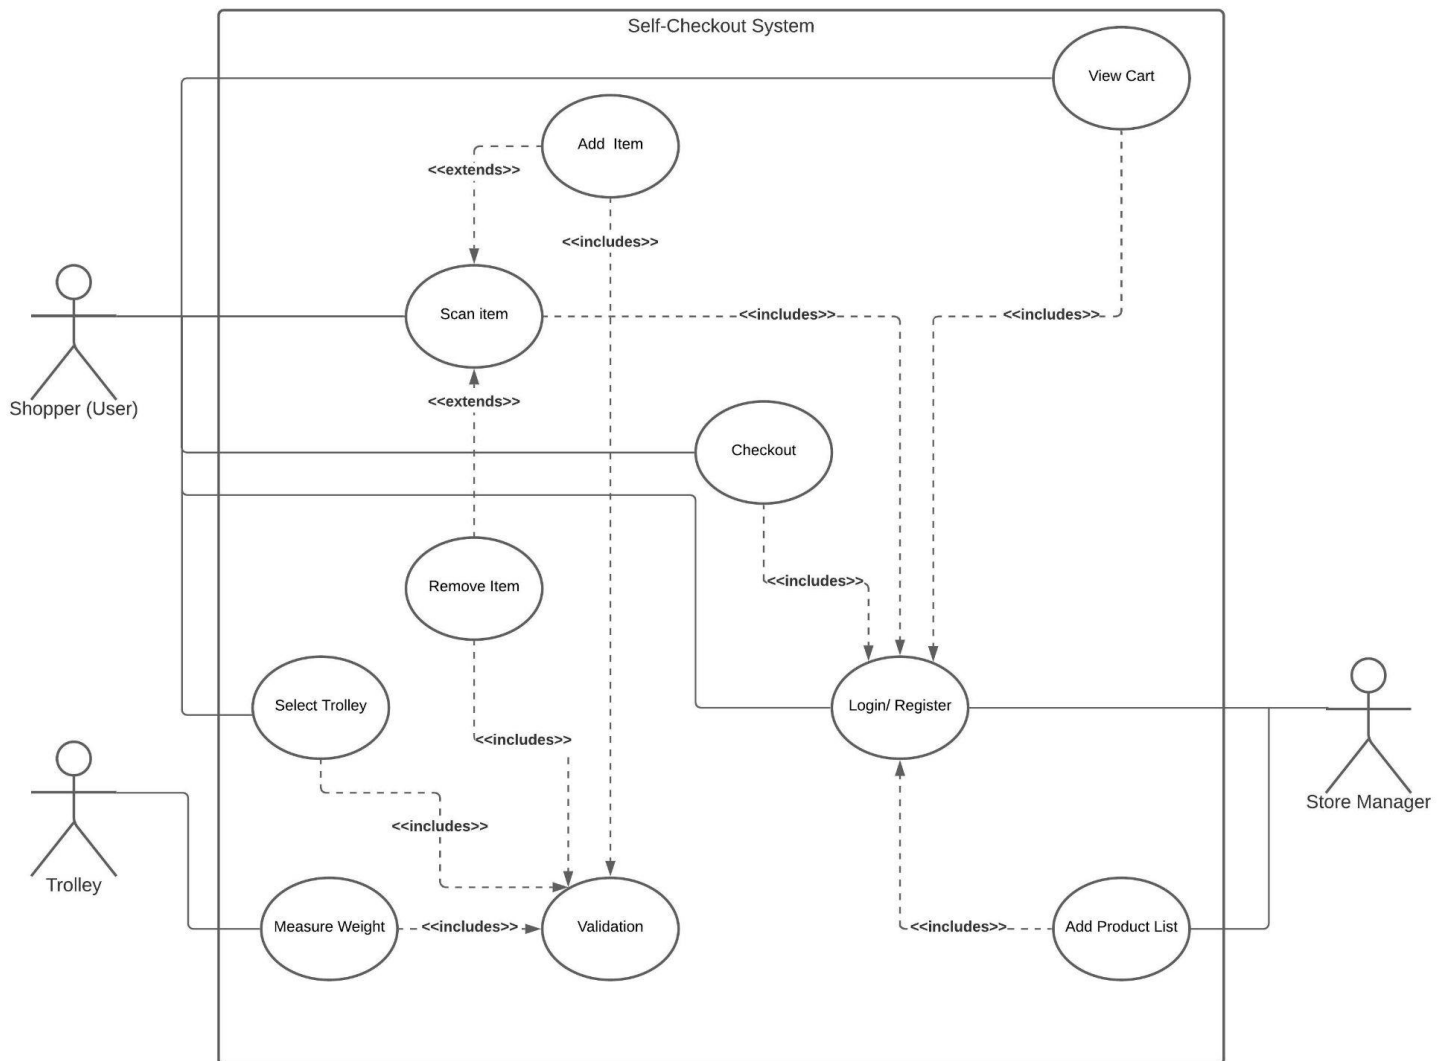 Self-Checkout System
View Cart
Add  Item
<<extends>>
<<includes>>
Scan item
<<includes>>
<<includes>>
Shopper (User)
<<extends>>
Checkout
<<includes>>
Remove Item
Select Trolley
Login/ Register
<<includes>>
Store Manager
<<includes>>
Trolley
Measure Weight
<<includes>>
Validation
<<includes>>
Add Product List